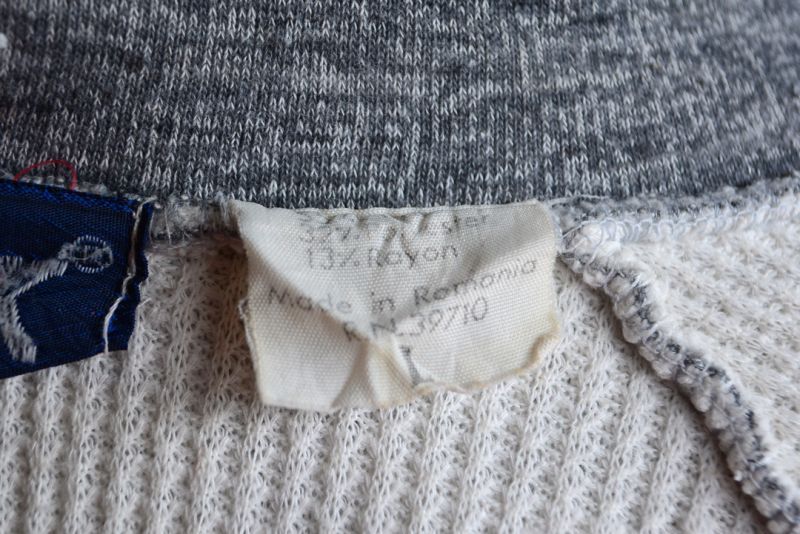 13% Rayon
Made in Romania
RN 39710